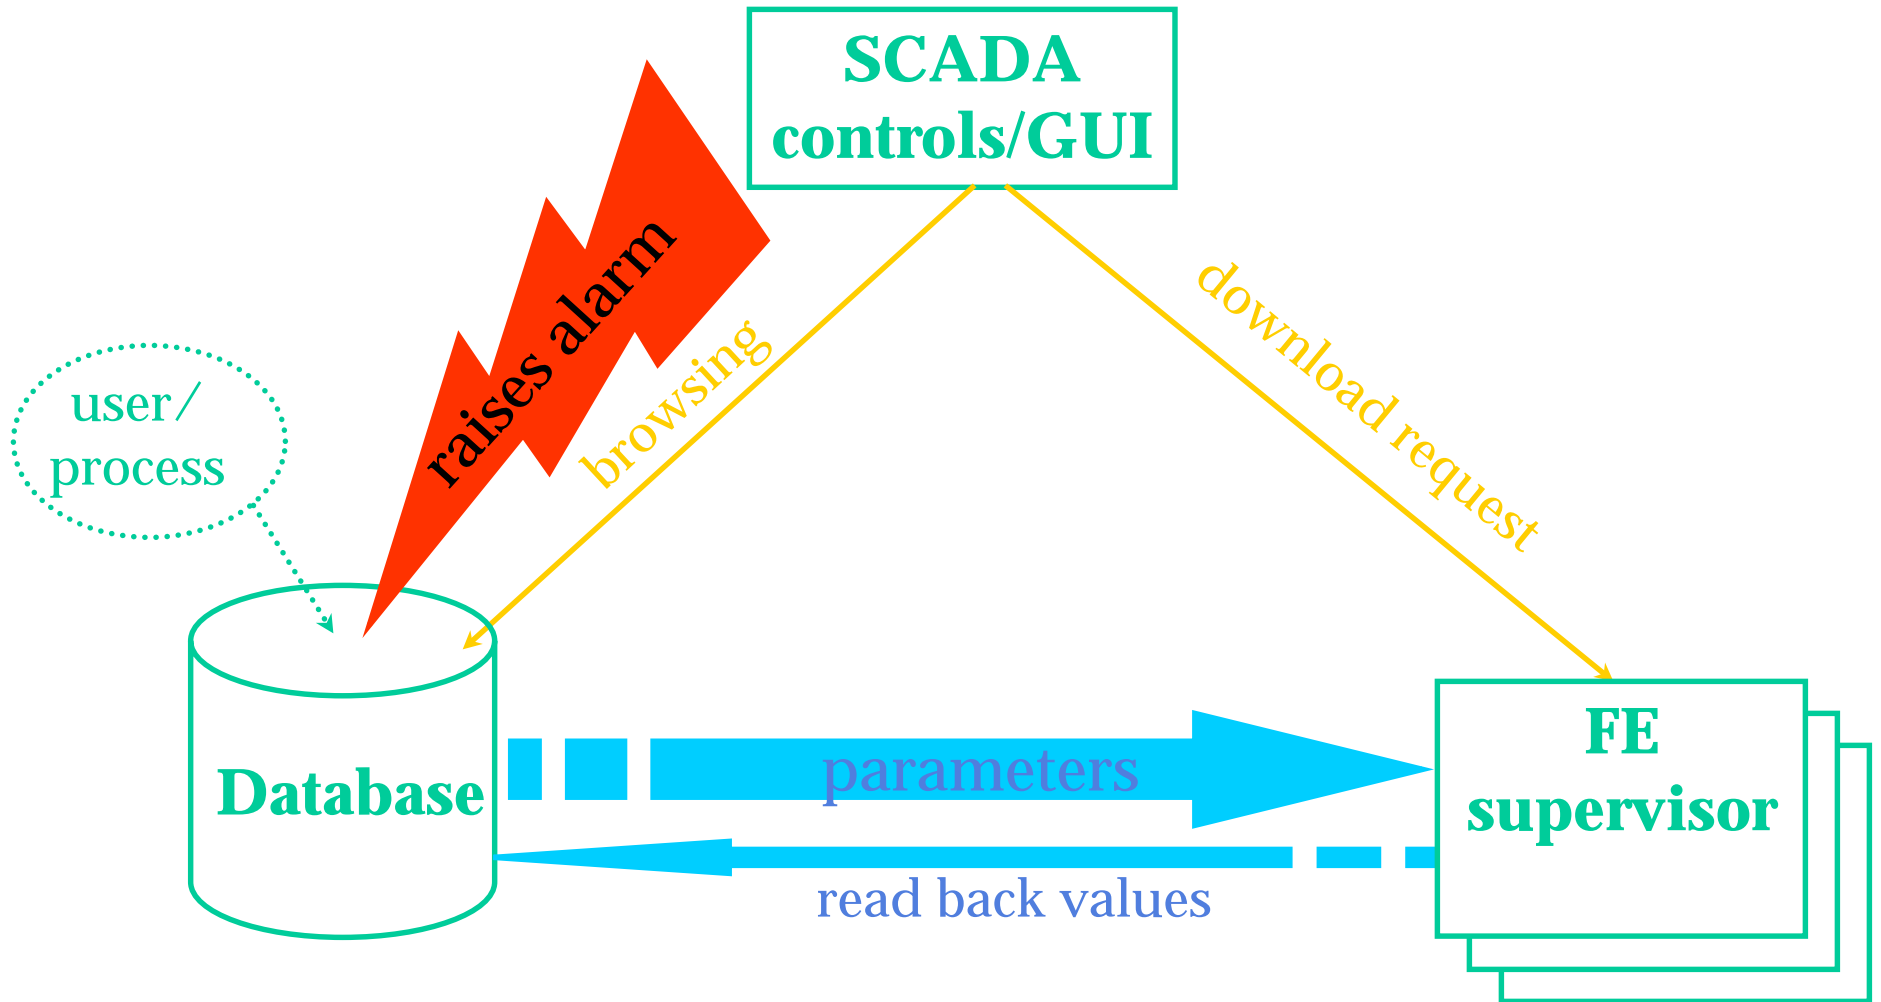 SCADA
controls/GUI
raises alarm
browsing
download request
user/
process
Database
parameters
read back values
FE
supervisor